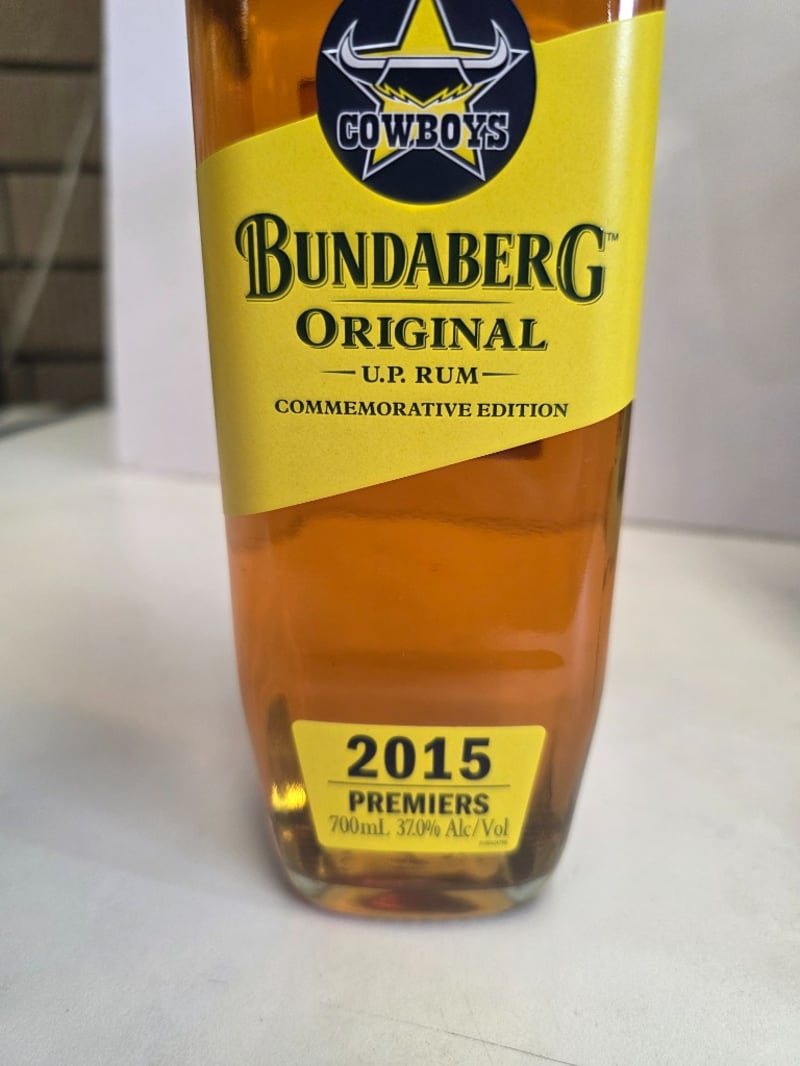 COWBOYS
BUNDABERG™
ORIGINAL
U.P. RUM
COMMEMORATIVE EDITION
2015
PREMIERS
700mL 37.0% Alc/Vol